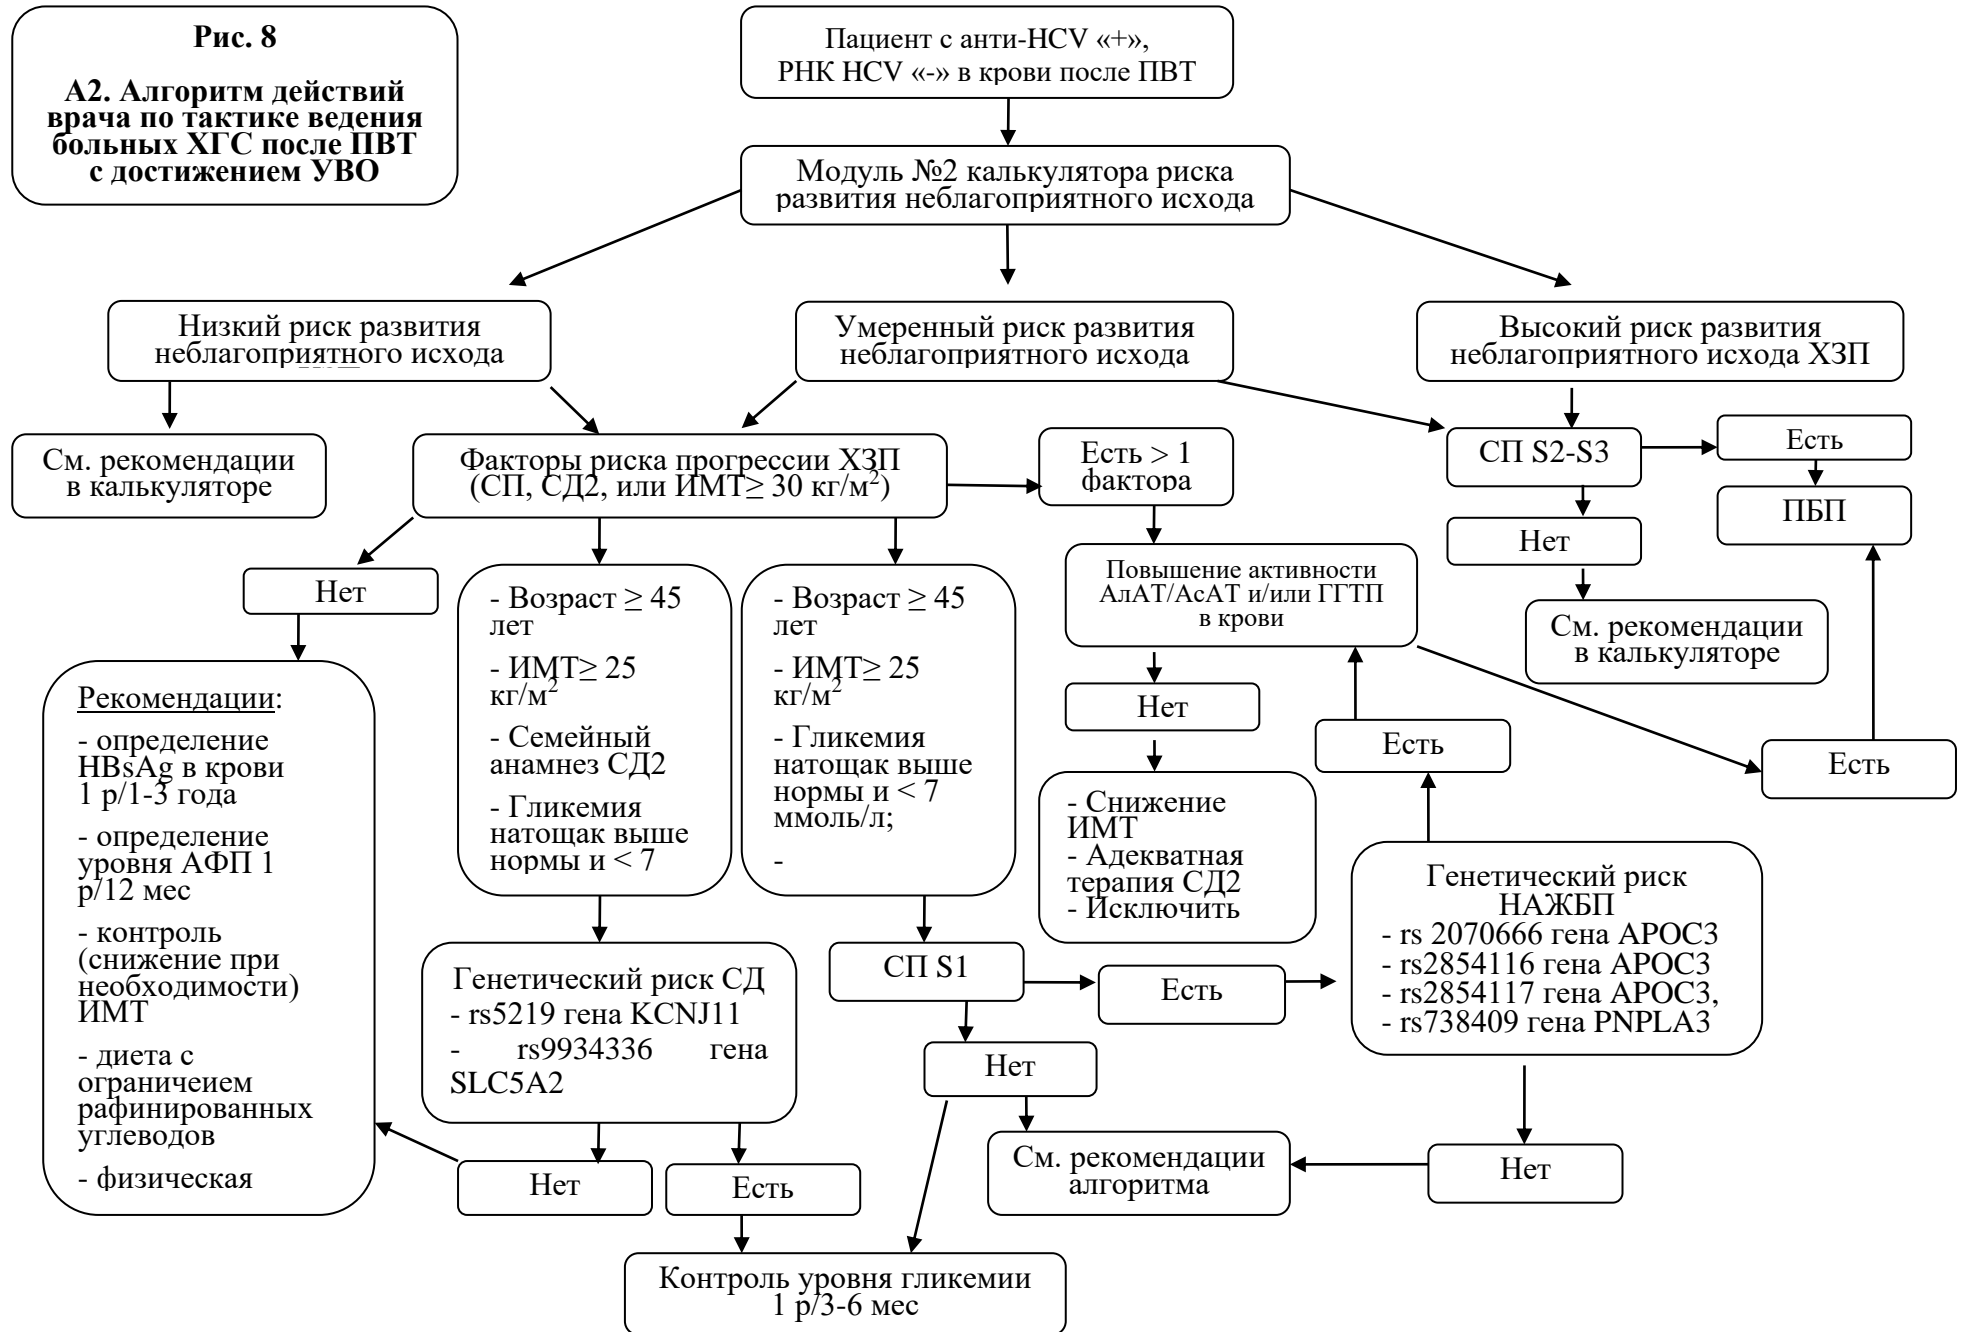 Рис. 8
А2. Алгоритм действий
врача по тактике ведения
больных ХГС после ПВТ
с достижением УВО
Пациент с анти-HCV «+»,
РНК HCV «-» в крови после ПВТ
Модуль №2 калькулятора риска
развития неблагоприятного исхода
Низкий риск развития
неблагоприятного исхода
Умеренный риск развития
неблагоприятного исхода
Высокий риск развития
неблагоприятного исхода ХЗП
См. рекомендации
в калькуляторе
Факторы риска прогрессии ХЗП
(СП, СД2, или ИМТ≥ 30 кг/м²)
Есть > 1
фактора
СП S2-S3
Есть
ПБП
Нет
См. рекомендации
в калькуляторе
Нет
- Возраст ≥ 45
лет
- ИМТ≥ 25
кг/м²
- Семейный
анамнез СД2
- Гликемия
натощак выше
нормы и < 7
- Возраст ≥ 45
лет
- ИМТ≥ 25
кг/м²
- Гликемия
натощак выше
нормы и < 7
ммоль/л;
-
Повышение активности
АлАТ/АсАТ и/или ГГТП
в крови
Нет
Есть
Есть
- Снижение
ИМТ
- Адекватная
терапия СД2
- Исключить
Рекомендации:
- определение
HBsAg в крови
1 р/1-3 года
- определение
уровня АФП 1
р/12 мес
- контроль
(снижение при
необходимости)
ИМТ
- диета с
ограничеием
рафинированных
углеводов
- физическая
Генетический риск СД
- rs5219 гена KCNJ11
- rs9934336 гена
SLC5A2
СП S1
Есть
Генетический риск
НАЖБП
- rs 2070666 гена APOC3
- rs2854116 гена APOC3
- rs2854117 гена APOC3,
- rs738409 гена PNPLA3
Нет
См. рекомендации
алгоритма
Нет
Нет
Есть
Контроль уровня гликемии
1 р/3-6 мес